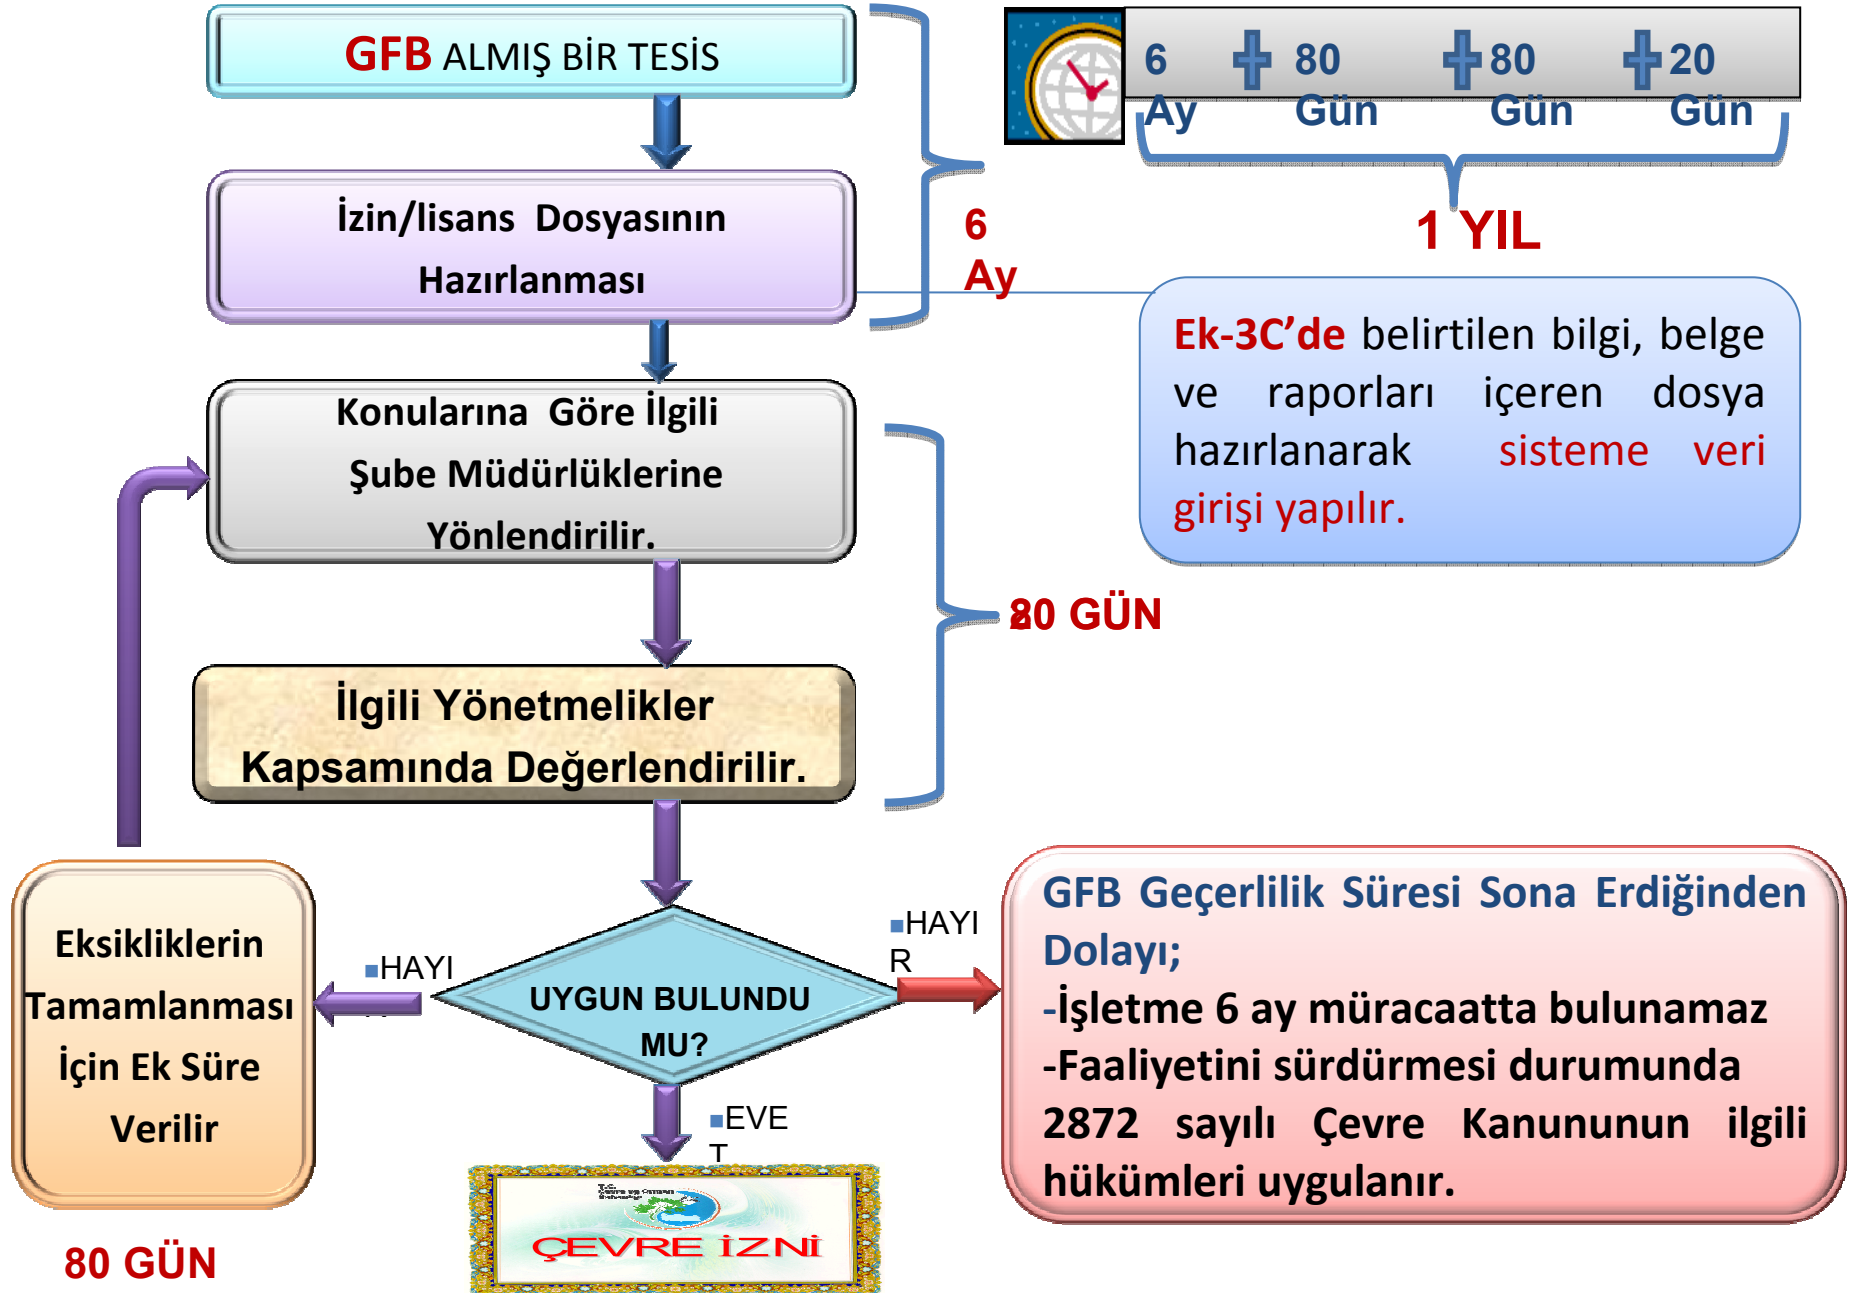 GFB ALMIŞ BİR TESİS
6 Ay
80 Gün
80 Gün
20 Gün
1 YIL
İzin/lisans Dosyasının
Hazırlanması
6
Ay
Ek-3C’de belirtilen bilgi, belge
ve raporları içeren dosya
hazırlanarak sisteme veri
girişi yapılır.
Konularına Göre İlgili
Şube Müdürlüklerine
Yönlendirilir.
0 GÜN
İlgili Yönetmelikler
Kapsamında Değerlendirilir.
Eksikliklerin
Tamamlanması
İçin Ek Süre
Verilir
80 GÜN
HAYI
UYGUN BULUNDU
MU?
HAYI
R
EVE
T
ÇEVRE İZNİ
GFB Geçerlilik Süresi Sona Erdiğinden
Dolayı;
-İşletme 6 ay müracaatta bulunamaz
-Faaliyetini sürdürmesi durumunda
2872 sayılı Çevre Kanununun ilgili
hükümleri uygulanır.